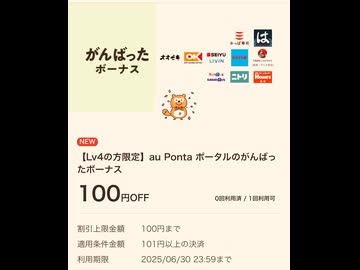 がんばった
ボーナス
オオゼキ
OK
SEIYU
LIVIN
かっぱ寿司
は
ニトリ
NEW
【Lv4の方限定】au Ponta ポータルのがんばっ
たボーナス
100円OFF
0回利用済 / 1回利用可
割引上限金額 100円まで
適用条件金額 101円以上の決済
利用期限 2025/06/30 23:59まで